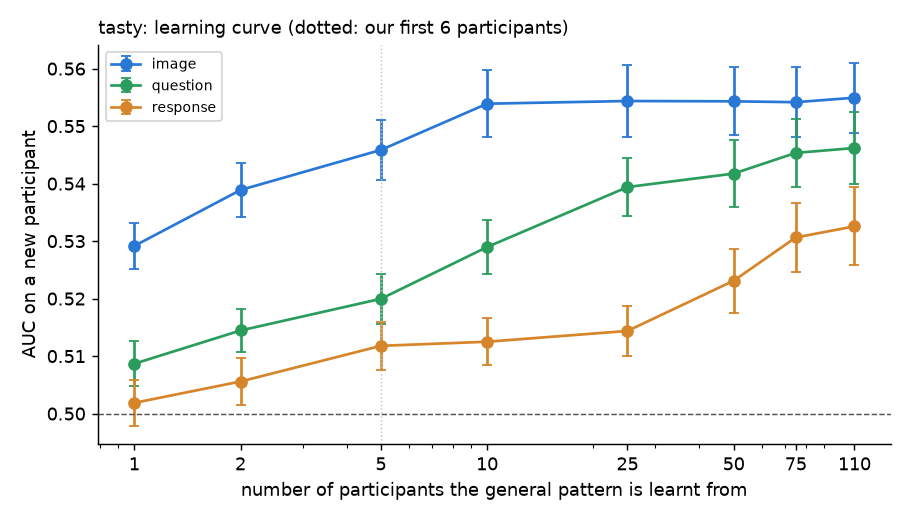 tasty: learning curve (dotted: our first 6 participants)
image
question
response
AUC on a new participant
0.56
0.55
0.54
0.53
0.52
0.51
0.50
1 2 5 10 25 50 75 110
number of participants the general pattern is learnt from